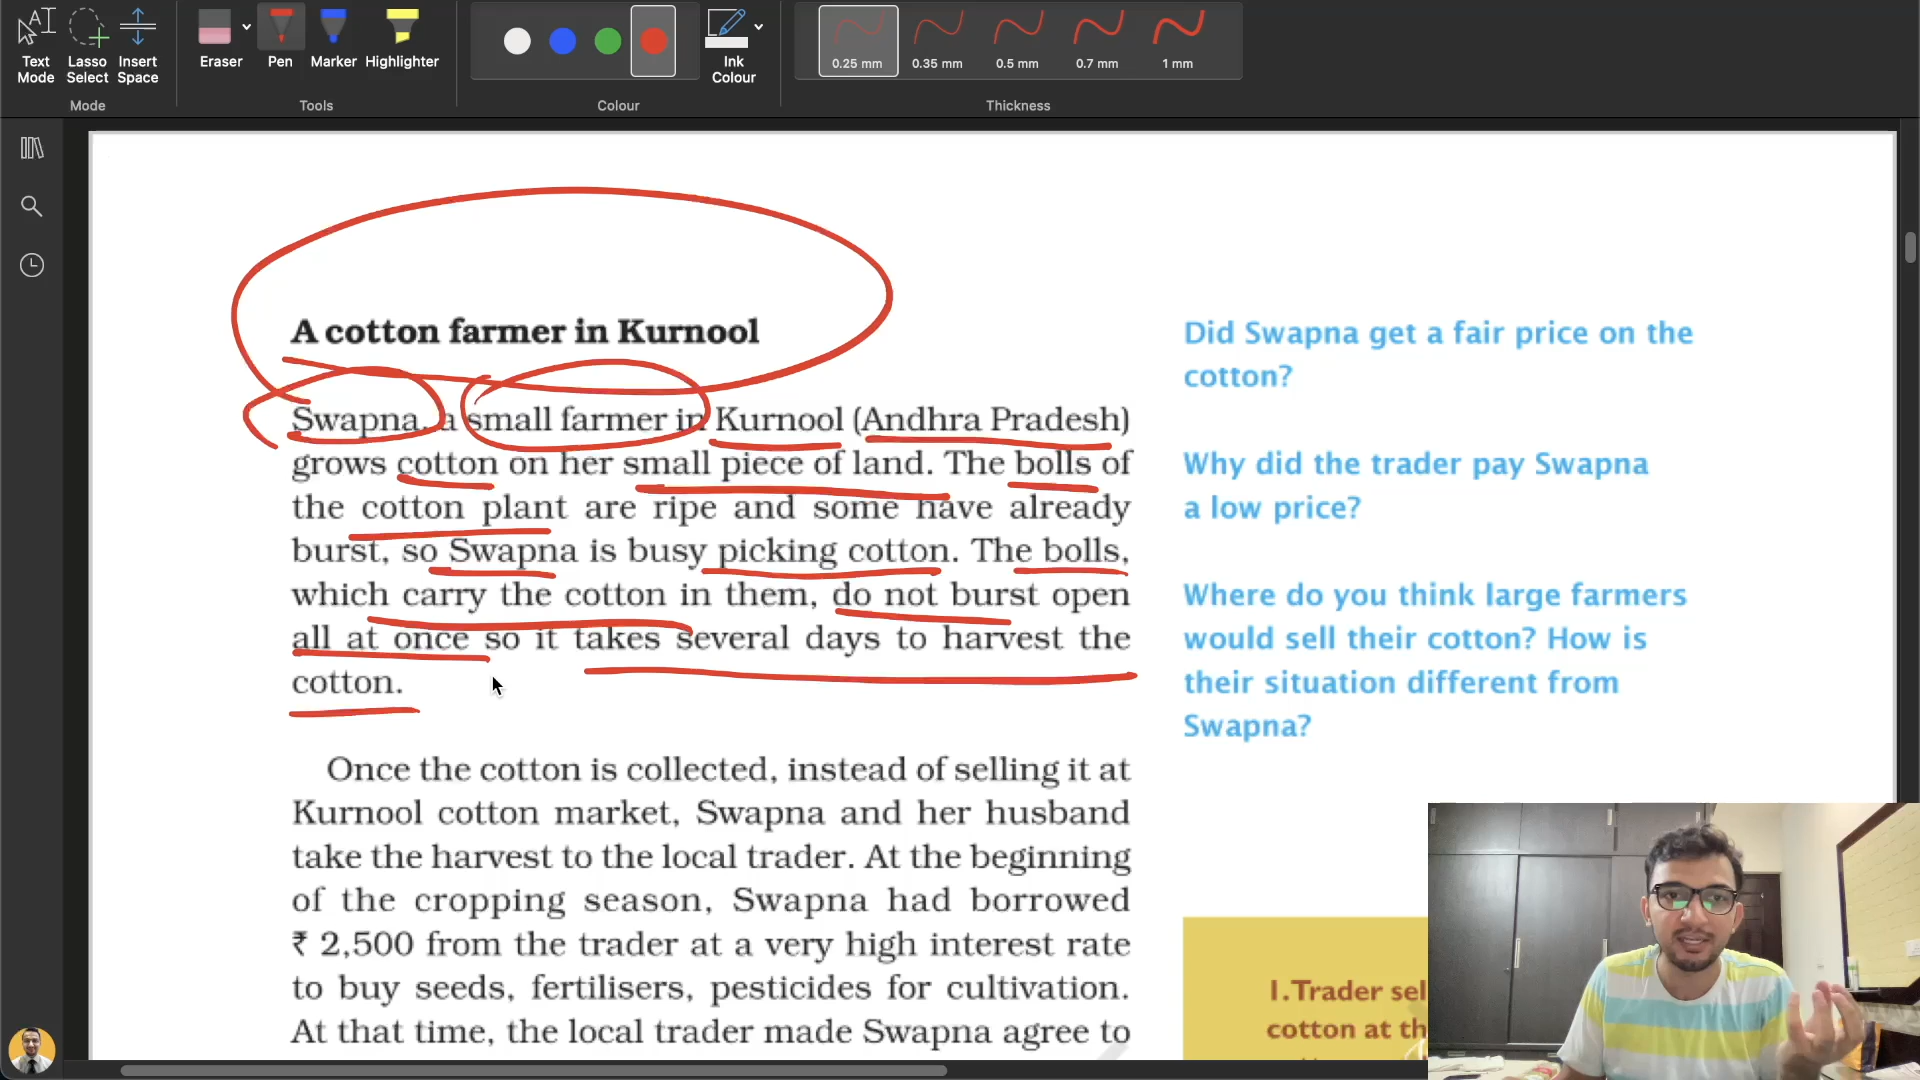 Text
Mode
Lasso
Select
Insert
Space
Mode
Eraser
Pen
Marker
Highlighter
Tools
Colour
Ink
Colour
0.25 mm
0.35 mm
0.5 mm
0.7 mm
1 mm
Thickness
A cotton farmer in Kurnool
Swapna, a small farmer in Kurnool (Andhra Pradesh)
grows cotton on her small piece of land. The bolls of
the cotton plant are ripe and some have already
burst, so Swapna is busy picking cotton. The bolls,
which carry the cotton in them, do not burst open
all at once so it takes several days to harvest the
cotton.
Once the cotton is collected, instead of selling it at
Kurnool cotton market, Swapna and her husband
take the harvest to the local trader. At the beginning
of the cropping season, Swapna had borrowed
₹ 2,500 from the trader at a very high interest rate
to buy seeds, fertilisers, pesticides for cultivation.
At that time, the local trader made Swapna agree to
Did Swapna get a fair price on the
cotton?
Why did the trader pay Swapna
a low price?
Where do you think large farmers
would sell their cotton? How is
their situation different from
Swapna?
1.Trader sel
cotton at th